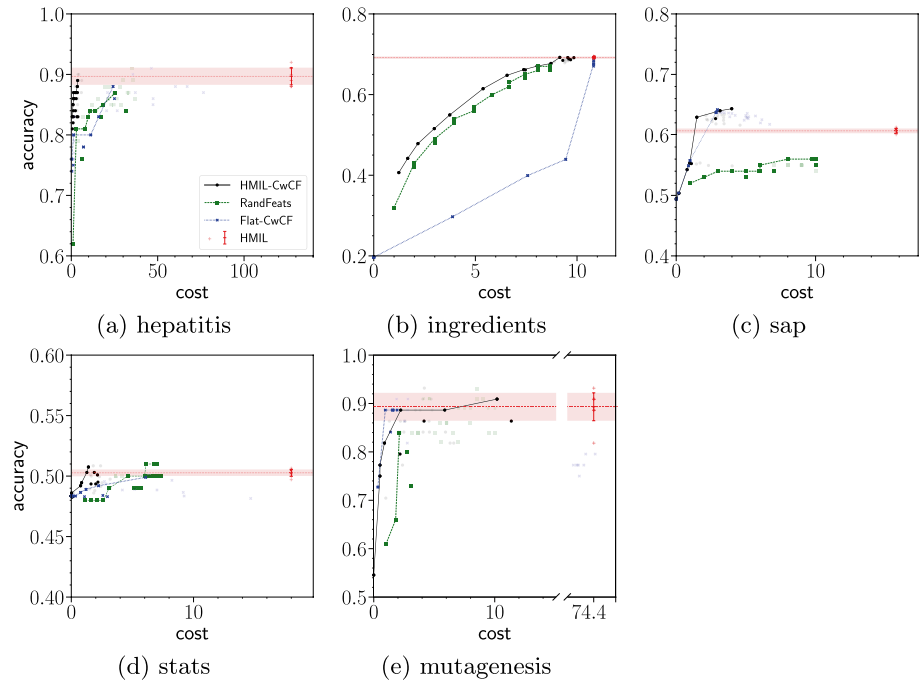 accuracy
1.0
0.9
0.8
0.7
0.6
0
50
100
cost
HMIL-CwCF
RandFeats
Flat-CwCF
HMIL
(a) hepatitis
0.8
0.6
0.4
0.2
0
5
10
cost
(b) ingredients
0.8
0.7
0.6
0.5
0.4
0
10
cost
(c) sap
accuracy
0.60
0.55
0.50
0.45
0.40
0
10
cost
(d) stats
1.0
0.9
0.8
0.7
0.6
0.5
0
10
74.4
cost
(e) mutagenesis